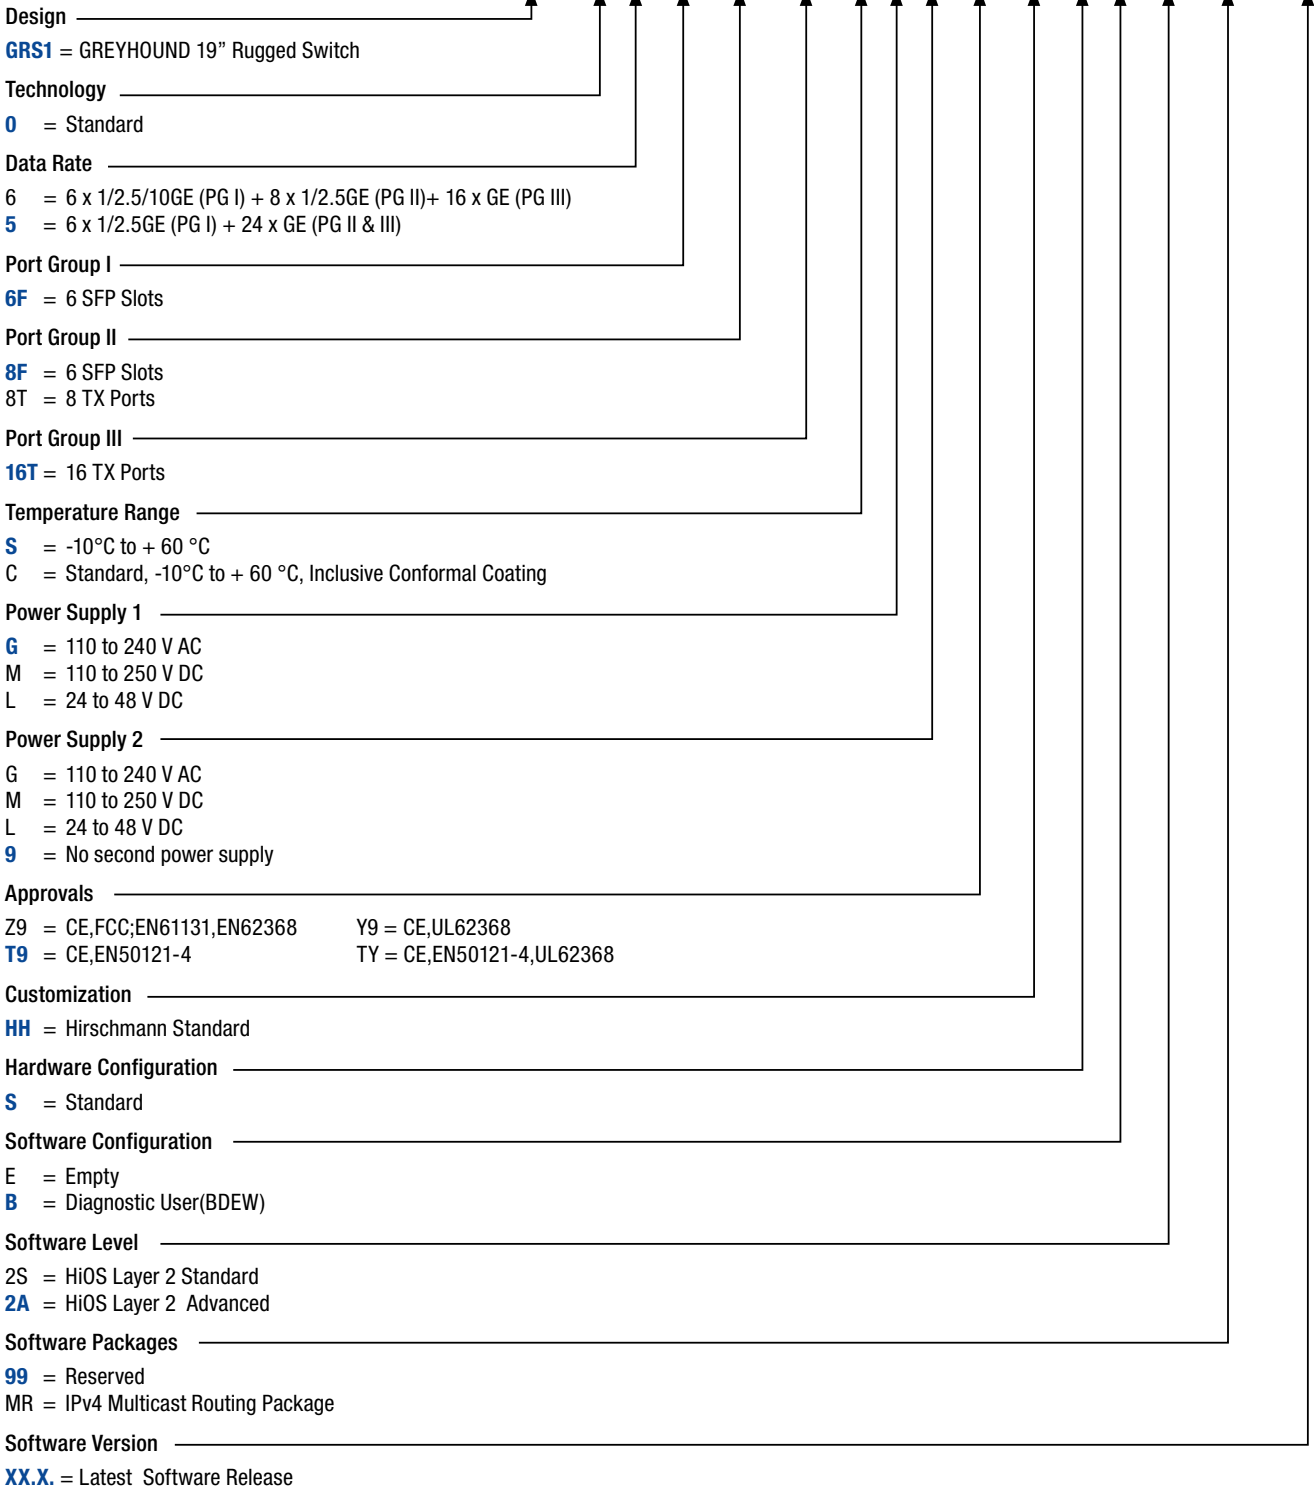 Design
GRS1 = GREYHOUND 19” Rugged Switch
Technology
0 = Standard
Data Rate
6 = 6 x 1/2.5/10GE (PG I) + 8 x 1/2.5GE (PG II)+ 16 x GE (PG III)
5 = 6 x 1/2.5GE (PG I) + 24 x GE (PG II & III)
Port Group I
6F = 6 SFP Slots
Port Group II
8F = 6 SFP Slots
8T = 8 TX Ports
Port Group III
16T = 16 TX Ports
Temperature Range
S = -10°C to + 60 °C
C = Standard, -10°C to + 60 °C, Inclusive Conformal Coating
Power Supply 1
G = 110 to 240 V AC
M = 110 to 250 V DC
L = 24 to 48 V DC
Power Supply 2
G = 110 to 240 V AC
M = 110 to 250 V DC
L = 24 to 48 V DC
9 = No second power supply
Approvals
Z9 = CE,FCC;EN61131,EN62368 Y9 = CE,UL62368
T9 = CE,EN50121-4 TY = CE,EN50121-4,UL62368
Customization
HH = Hirschmann Standard
Hardware Configuration
S = Standard
Software Configuration
E = Empty
B = Diagnostic User(BDEW)
Software Level
2S = HiOS Layer 2 Standard
2A = HiOS Layer 2 Advanced
Software Packages
99 = Reserved
MR = IPv4 Multicast Routing Package
Software Version
XX.X. = Latest Software Release